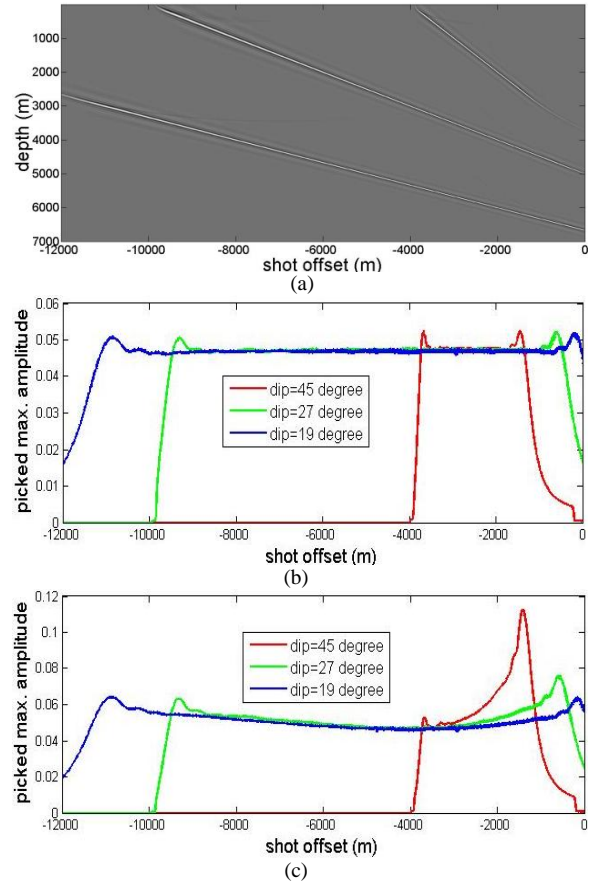 1000
2000
3000
4000
5000
6000
7000
depth (m)
-12000 -10000 -8000 -6000 -4000 -2000 0
shot offset (m)
(a)
0.06
0.05
0.04
0.03
0.02
0.01
0
picked max. amplitude
dip=45 degree
dip=27 degree
dip=19 degree
-12000 -10000 -8000 -6000 -4000 -2000 0
shot offset (m)
(b)
0.12
0.1
0.08
0.06
0.04
0.02
0
picked max. amplitude
dip=45 degree
dip=27 degree
dip=19 degree
-12000 -10000 -8000 -6000 -4000 -2000 0
shot offset (m)
(c)